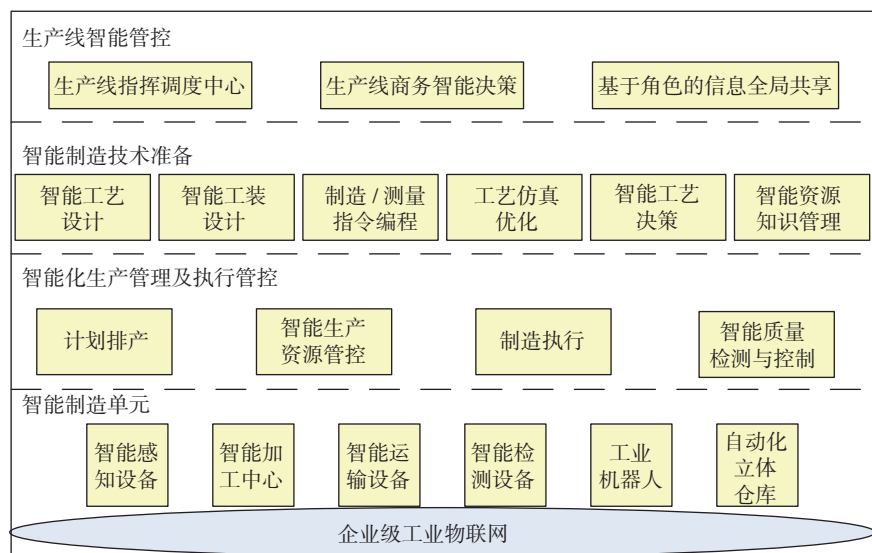 生产线智能管控
生产线指挥调度中心
生产线商务智能决策
基于角色的信息全局共享
智能制造技术准备
智能工艺
设计
智能工装
设计
制造 / 测量
指令编程
工艺仿真
优化
智能工艺
决策
智能资源
知识管理
智能化生产管理及执行管控
计划排产
智能生产
资源管控
制造执行
智能质量
检测与控制
智能制造单元
智能感
知设备
智能加
工中心
智能运
输设备
智能检
测设备
工业
机器人
自动化
立体
仓库
企业级工业物联网